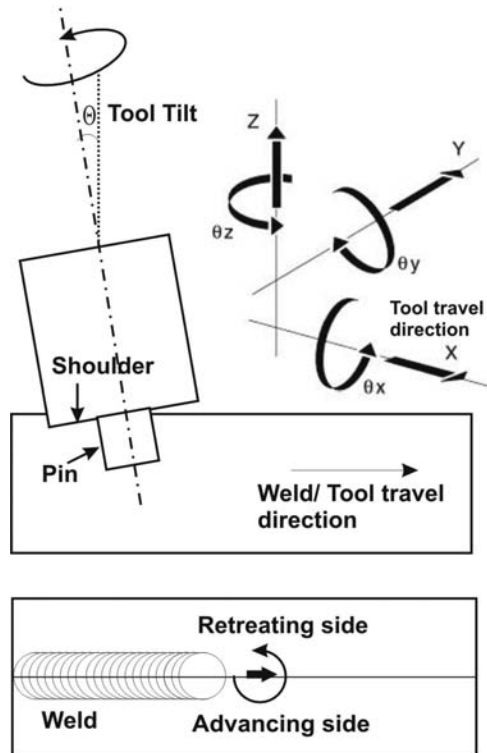 Θ Tool Tilt
Z
Y
θz
θy
Tool travel
direction
X
θx
Shoulder
Pin
Weld/ Tool travel
direction
Retreating side
Weld
Advancing side